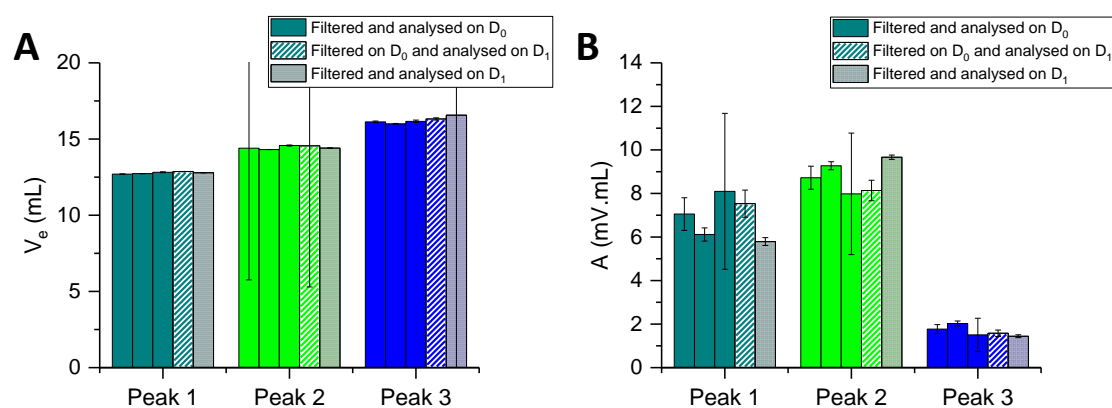 A
Filtered and analysed on D₀
Filtered on D₀ and analysed on D₁
Filtered and analysed on D₁
20
15
10
5
0
Vₑ (mL)
Peak 1 Peak 2 Peak 3
B
Filtered and analysed on D₀
Filtered on D₀ and analysed on D₁
Filtered and analysed on D₁
14
12
10
8
6
4
2
0
A (mV.mL)
Peak 1 Peak 2 Peak 3